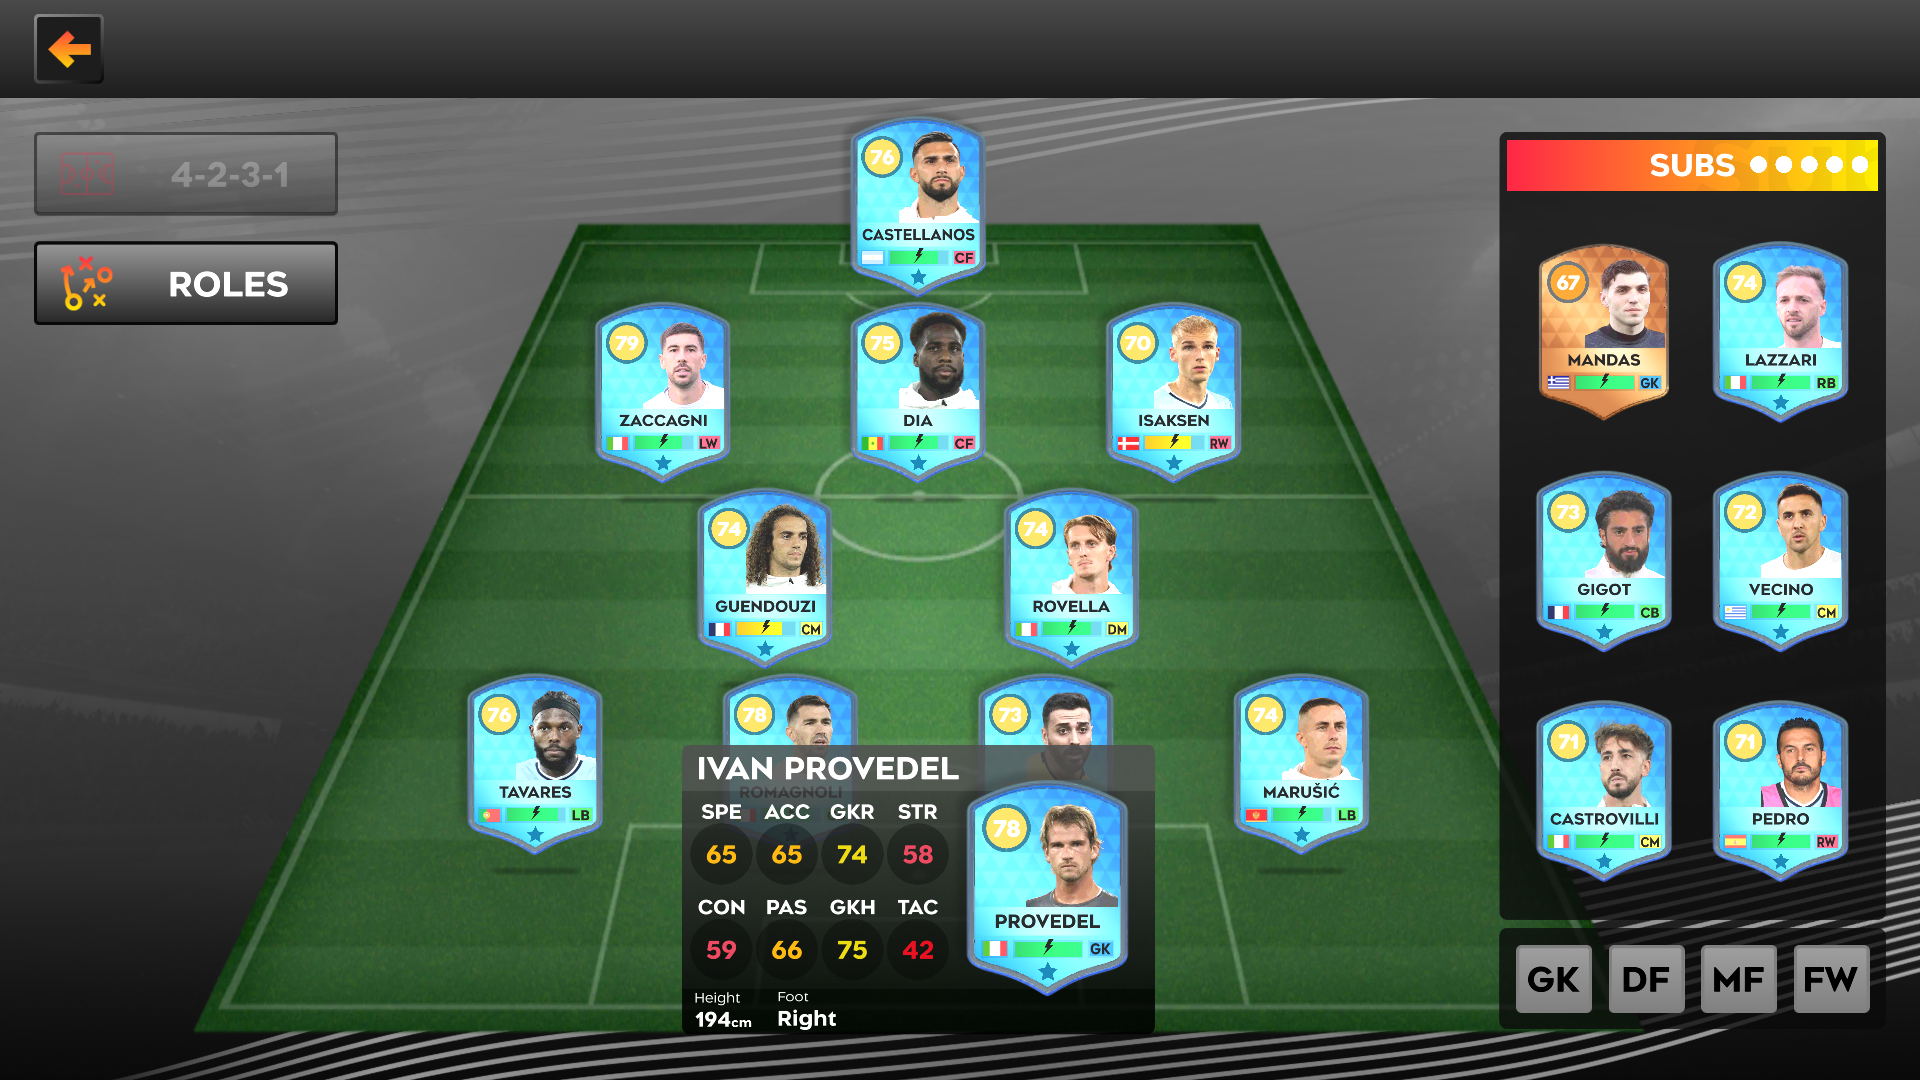 4-2-3-1
ROLES
76
CASTELLANOS
CF
79
ZACCAGNI
LW
75
DIA
CF
70
ISAKSEN
RW
74
GUENDOUZI
CM
74
ROVELLA
DM
76
TAVARES
LB
78
ROMAGNOLI
73
74
MARUŠIĆ
LB
IVAN PROVEDEL
SPE ACC GKR STR
65 65 74 58
CON PAS GKH TAC
59 66 75 42
Height Foot
194cm Right
78
PROVEDEL
GK
SUBS
67
MANDAS
GK
74
LAZZARI
RB
73
GIGOT
CB
72
VECINO
CM
71
CASTROVILLI
CM
71
PEDRO
RW
GK DF MF FW